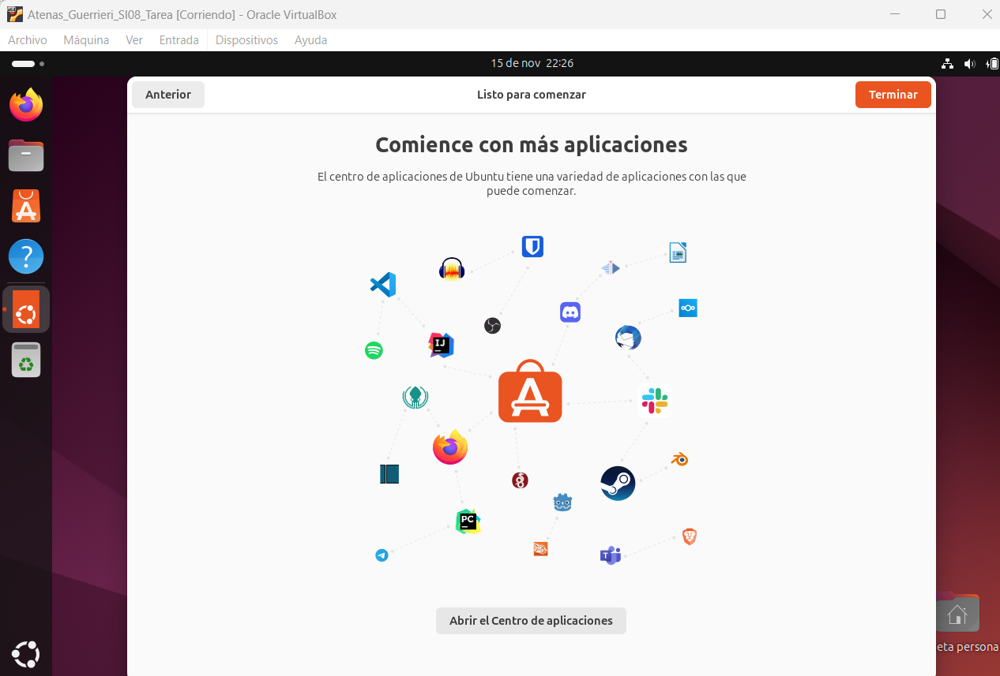 Atenas_Guerrieri_SI08_Tarea [Corriendo] - Oracle VirtualBox
Archivo Máquina Ver Entrada Dispositivos Ayuda
15 de nov 22:26
Anterior
Listo para comenzar
Terminar
Comience con más aplicaciones
El centro de aplicaciones de Ubuntu tiene una variedad de aplicaciones con las que
puede comenzar.
IJ
PC
T
Abrir el Centro de aplicaciones
eta persona